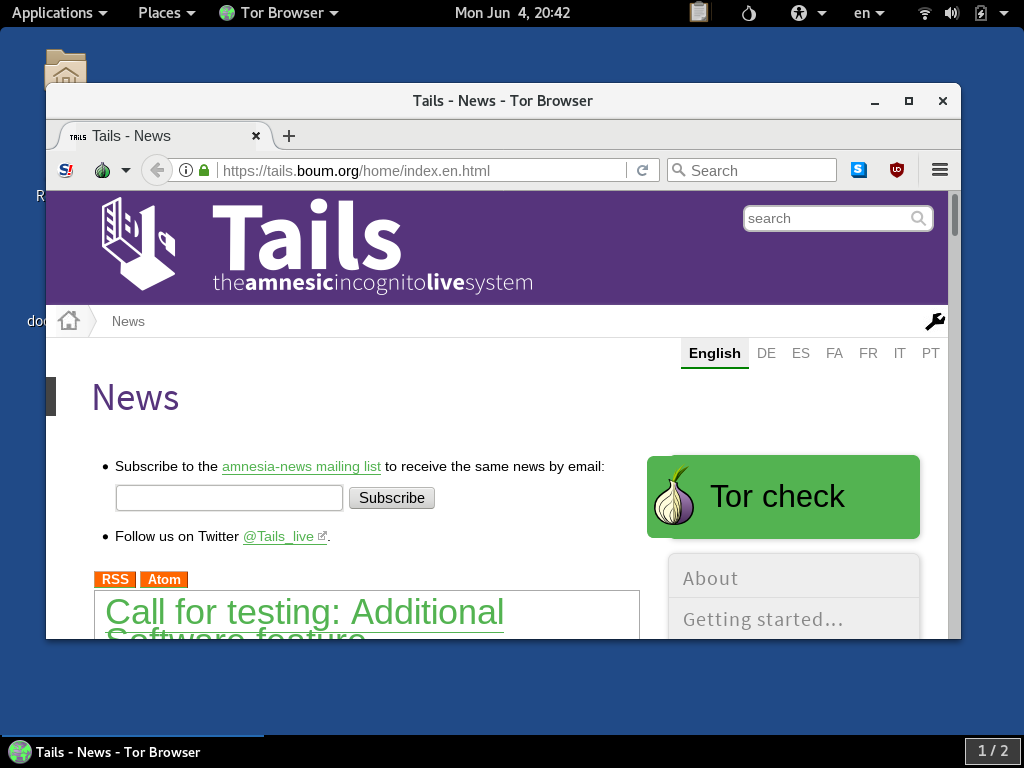 Applications Places Tor Browser Mon Jun 4, 20:42 en
Tails - News - Tor Browser
TAILS Tails - News
S! https://tails.boum.org/home/index.en.html Search S
Tails search
theamnesicincognitolivesystem
R
News
doc
English DE ES FA FR IT PT
News
Subscribe to the amnesia-news mailing list to receive the same news by email:
Subscribe
Follow us on Twitter @Tails_live.
Tor check
RSS Atom
About
Call for testing: Additional
Software feature
Getting started...
Tails - News - Tor Browser 1 / 2